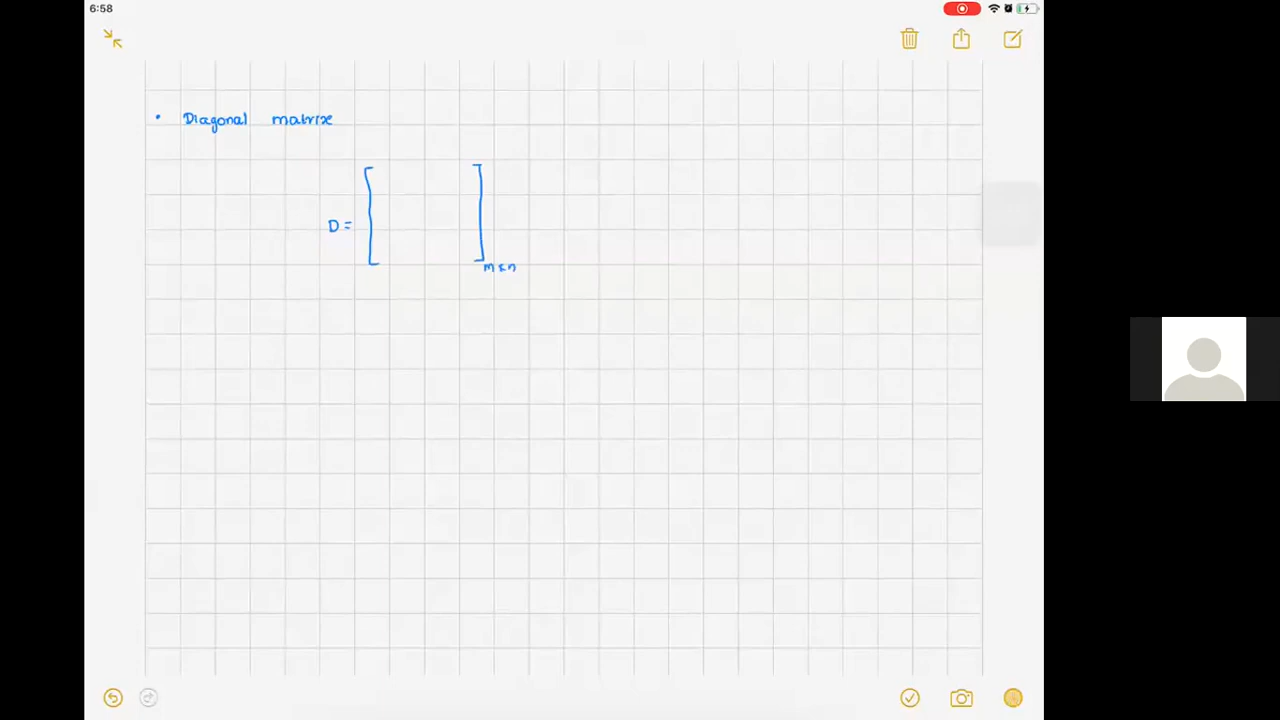 6:58
• Diagonal matrix
D = [ ]
m×n